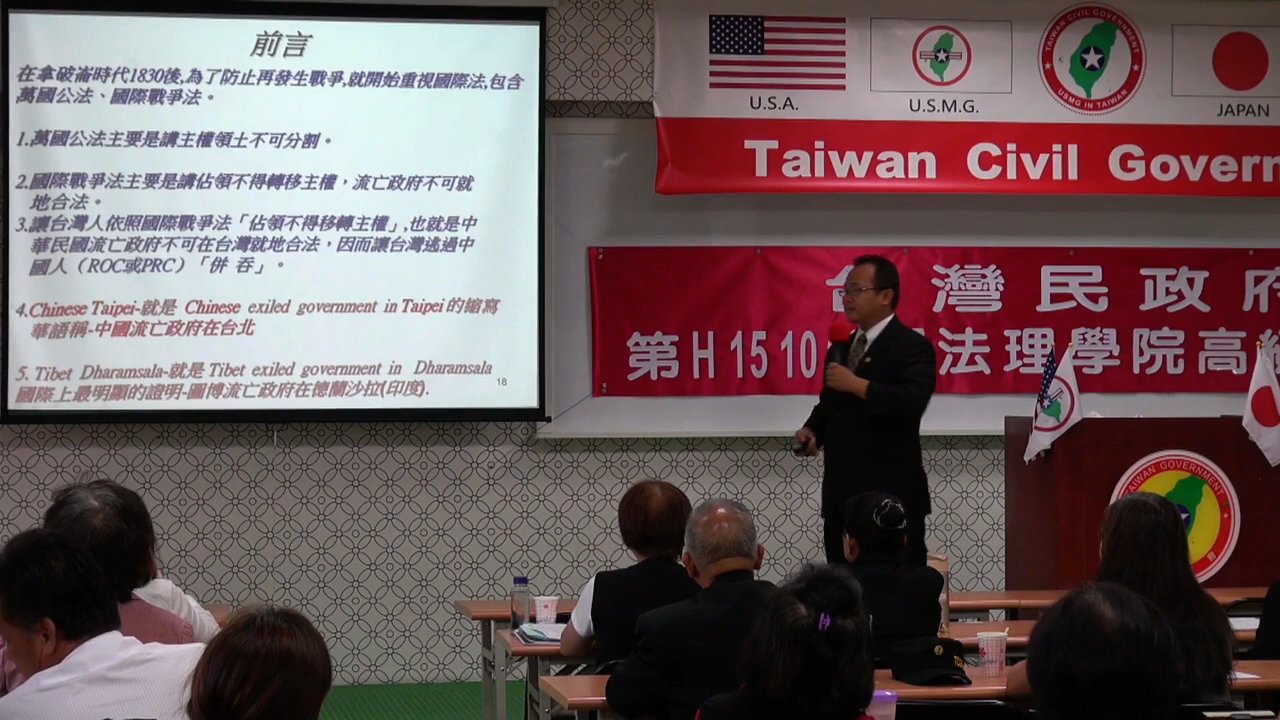 前言
在拿破崙時代1830後,為了防止再發生戰爭,就開始重視國際法,包含
萬國公法、國際戰爭法。
1.萬國公法主要是講主權領土不可分割。
2.國際戰爭法主要是講佔領不得轉移主權，流亡政府不可就
地合法。
3.讓台灣人依照國際戰爭法「佔領不得移轉主權」,也就是中
華民國流亡政府不可在台灣就地合法，因而讓台灣逃過中
國人（ROC或PRC）「併 吞」。
4.Chinese Taipei-就是 Chinese exiled government in Taipei的縮寫
華語稱-中國流亡政府在台北
5. Tibet Dharamsala-就是 Tibet exiled government in Dharamsala
國際上最明顯的證明-圖博流亡政府在德蘭沙拉(印度).
18
U.S.A.
U.S.M.G.
TAIWAN CIVIL GOVERNMENT
USMG IN TAIWAN
JAPAN
Taiwan Civil Govern
台灣民政府
第H1510 法理學院高
TAIWAN GOVERNMENT